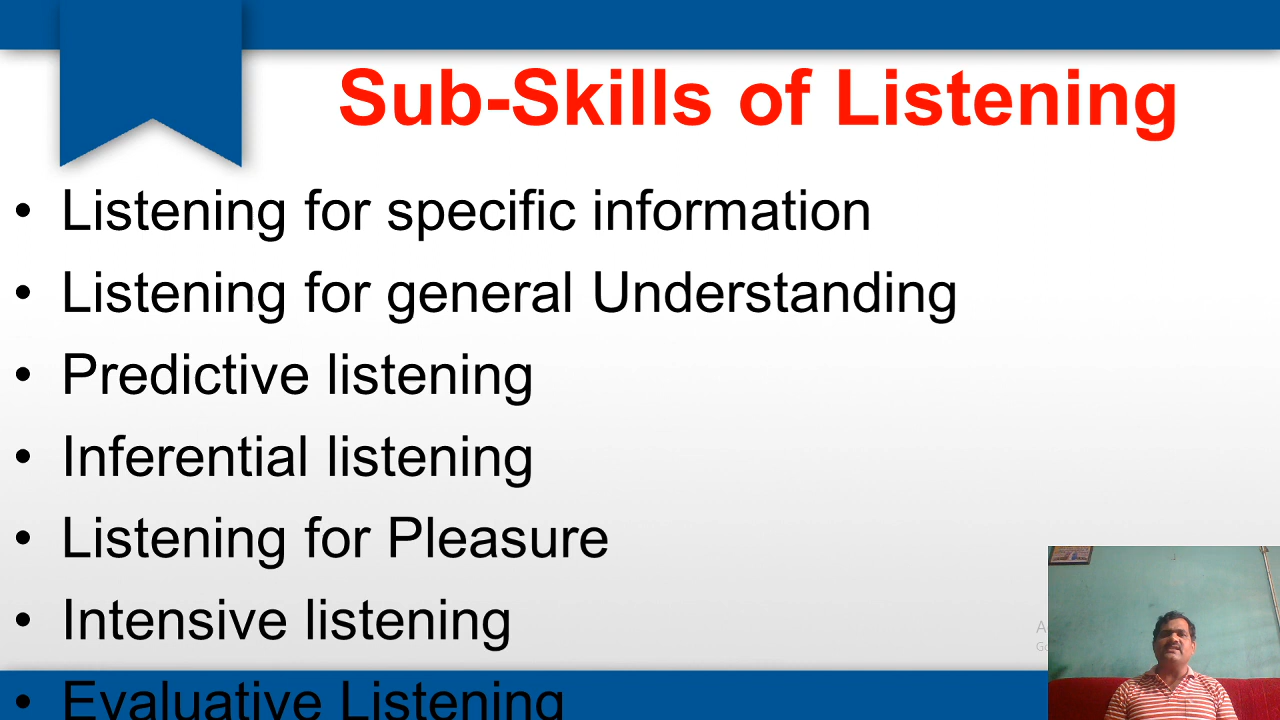 Sub-Skills of Listening
• Listening for specific information
• Listening for general Understanding
• Predictive listening
• Inferential listening
• Listening for Pleasure
• Intensive listening
• Evaluative Listening